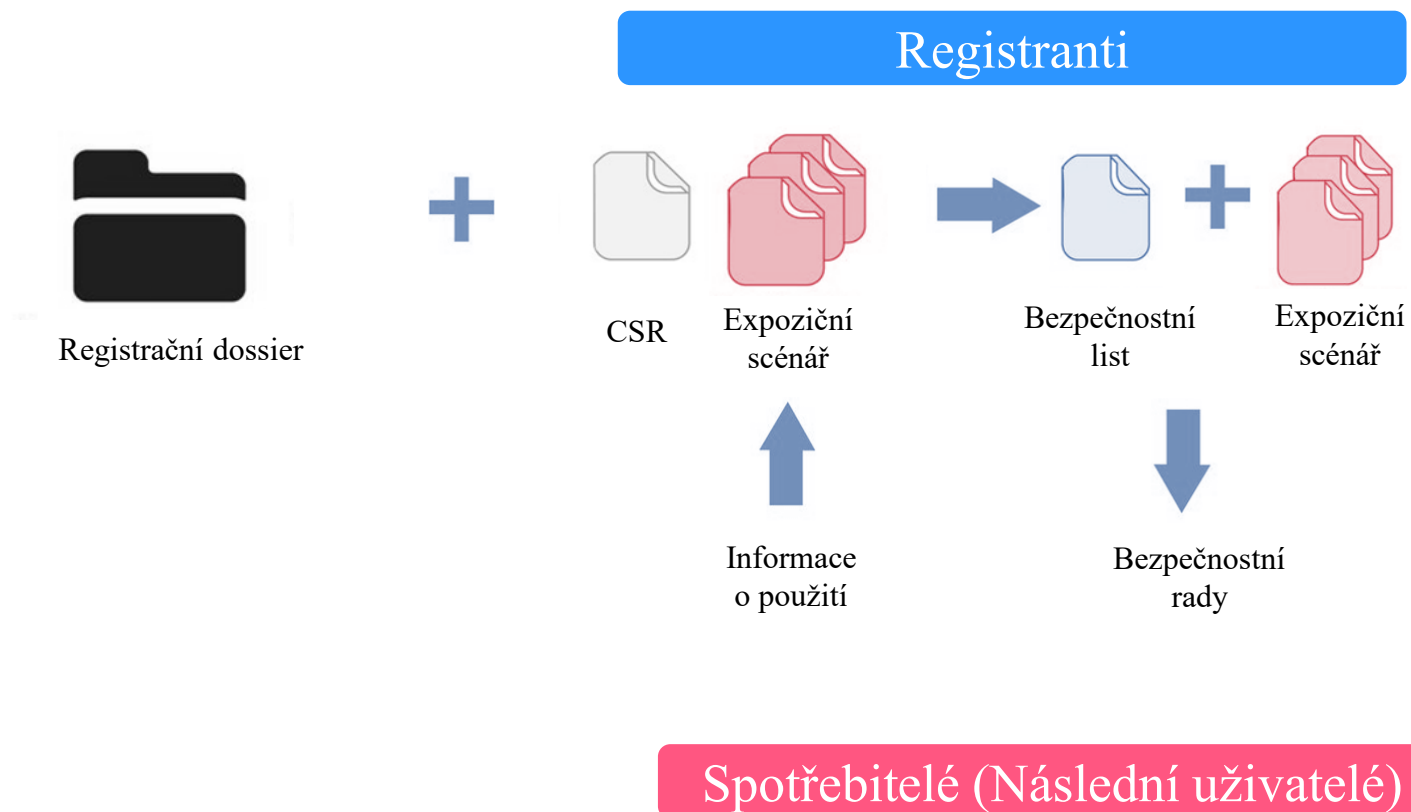 Registranti
Registrační dossier
CSR
Expoziční
scénář
Bezpečnostní
list
Expoziční
scénář
Informace
o použití
Bezpečnostní
rady
Spotřebitelé (Následní uživatelé)